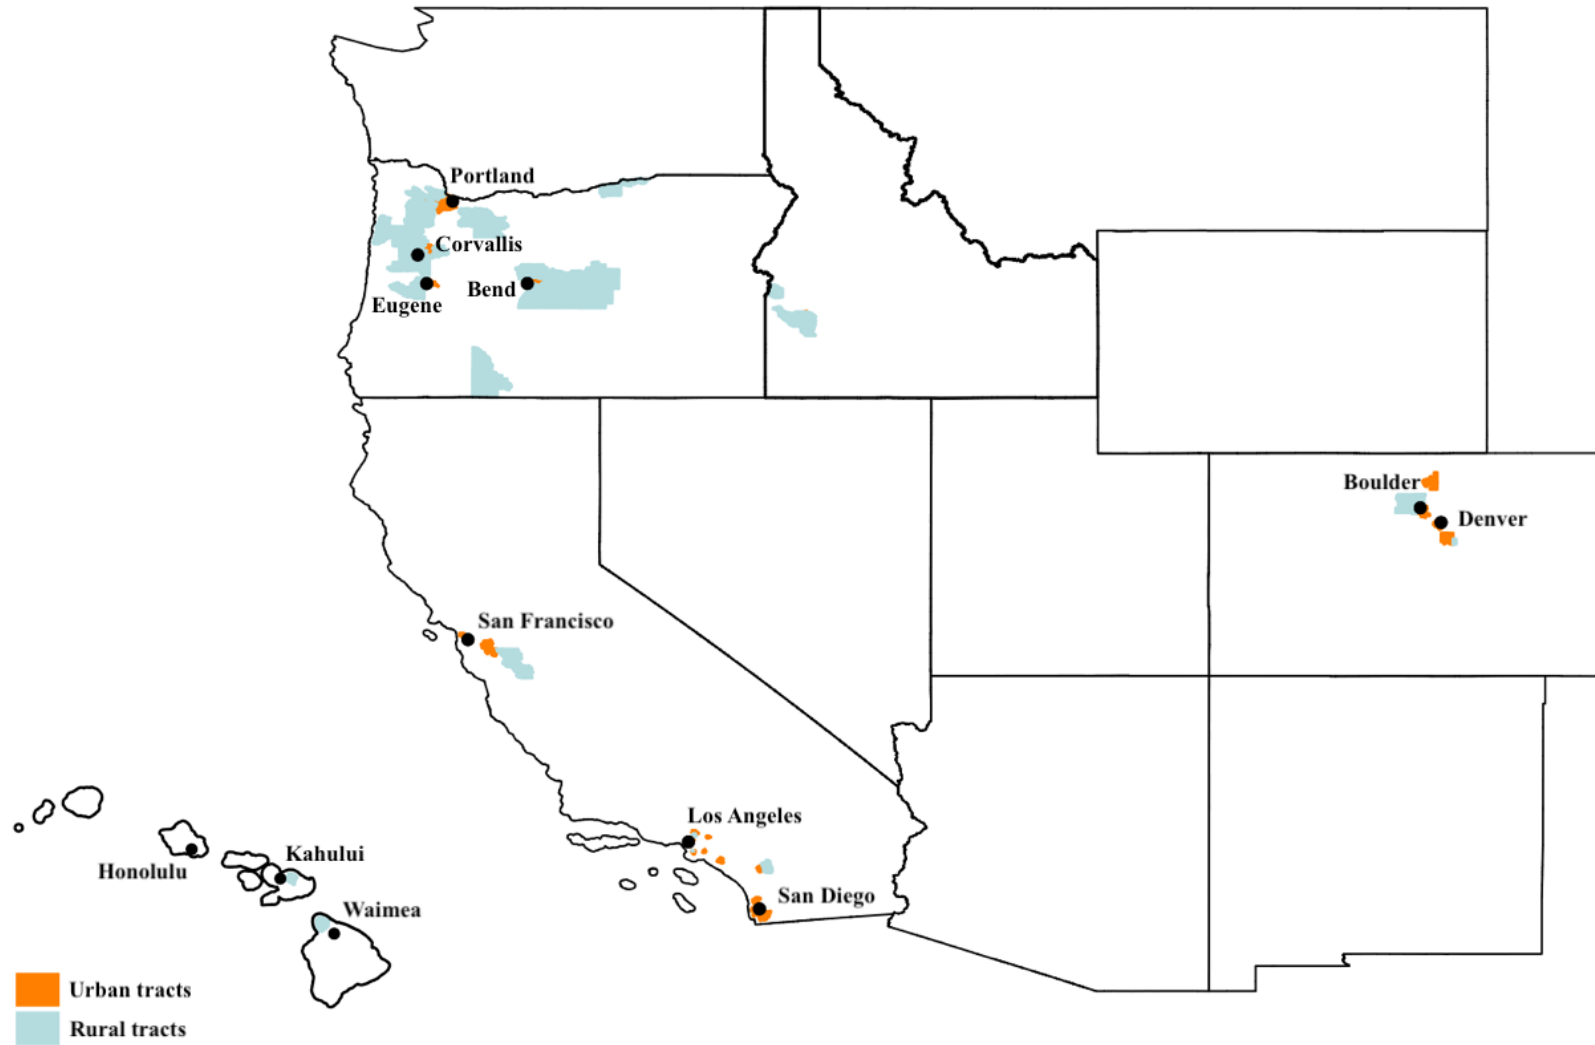 Portland
Corvallis
Bend
Eugene
Boulder
Denver
San Francisco
Los Angeles
Kahului
Honolulu
San Diego
Waimea
Urban tracts
Rural tracts